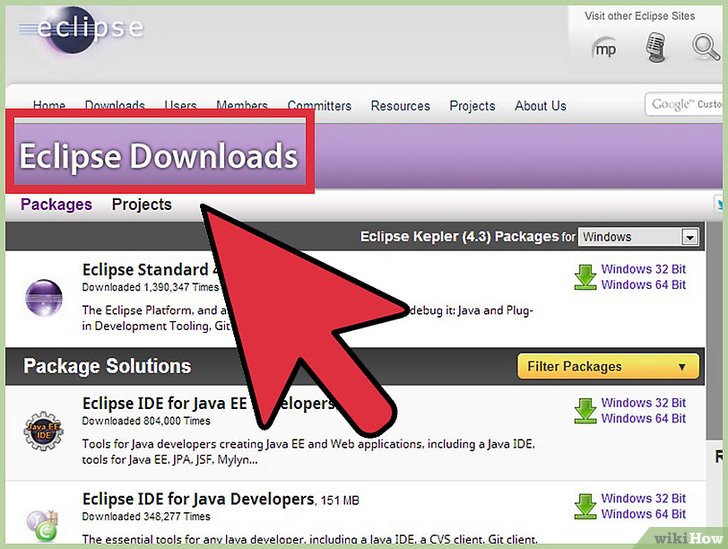 eclipse
Visit other Eclipse Sites
mp
Home Downloads Users Members Committers Resources Projects About Us
Google™ Custo
Eclipse Downloads
Packages Projects
Eclipse Kepler (4.3) Packages for Windows
Eclipse Standard 4
Downloaded 1,390,347 Times
The Eclipse Platform, and a debug it: Java and Plug-
in Development Tooling, Git
Windows 32 Bit
Windows 64 Bit
Package Solutions
Filter Packages
Eclipse IDE for Java EE elopers
Downloaded 804,000 Times
Tools for Java developers creating Java EE and Web applications, including a Java IDE,
tools for Java EE, JPA, JSF, Mylyn...
Java EE
IDE
Windows 32 Bit
Windows 64 Bit
Eclipse IDE for Java Developers, 151 MB
Downloaded 348,277 Times
The essential tools for any Java developer, including a Java IDE, a CVS client, Git client,
Windows 32 Bit
Windows 64 Bit
R
wikiHow